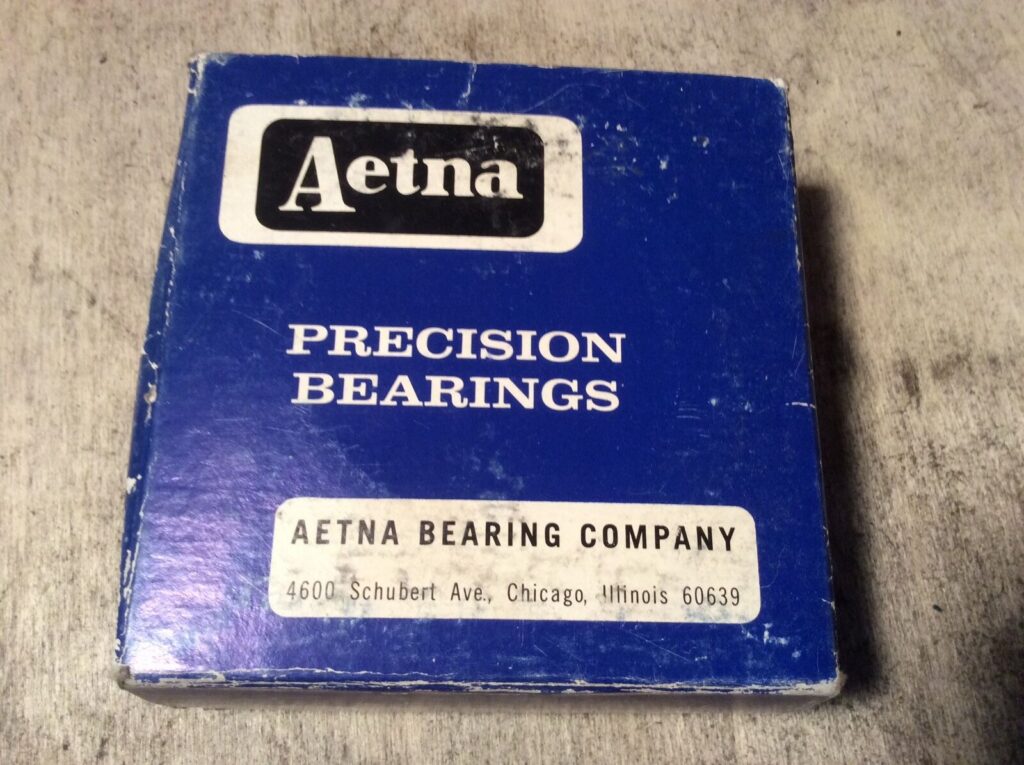 Aetna
PRECISION
BEARINGS
AETNA BEARING COMPANY
4600 Schubert Ave., Chicago, Illinois 60639